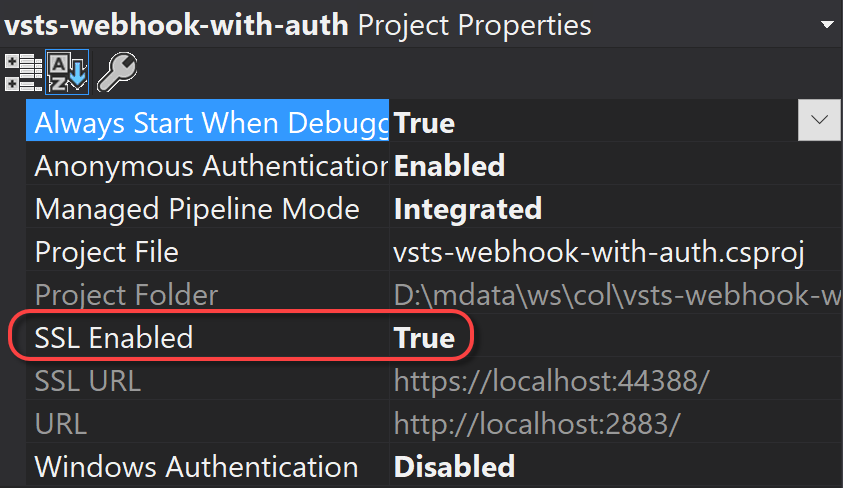 vsts-webhook-with-auth Project Properties
A
Z
Always Start When Debugg True
Anonymous Authentication Enabled
Managed Pipeline Mode Integrated
Project File vsts-webhook-with-auth.csproj
Project Folder D:\mdata\ws\col\vsts-webhook-w
SSL Enabled True
SSL URL https://localhost:44388/
URL http://localhost:2883/
Windows Authentication Disabled